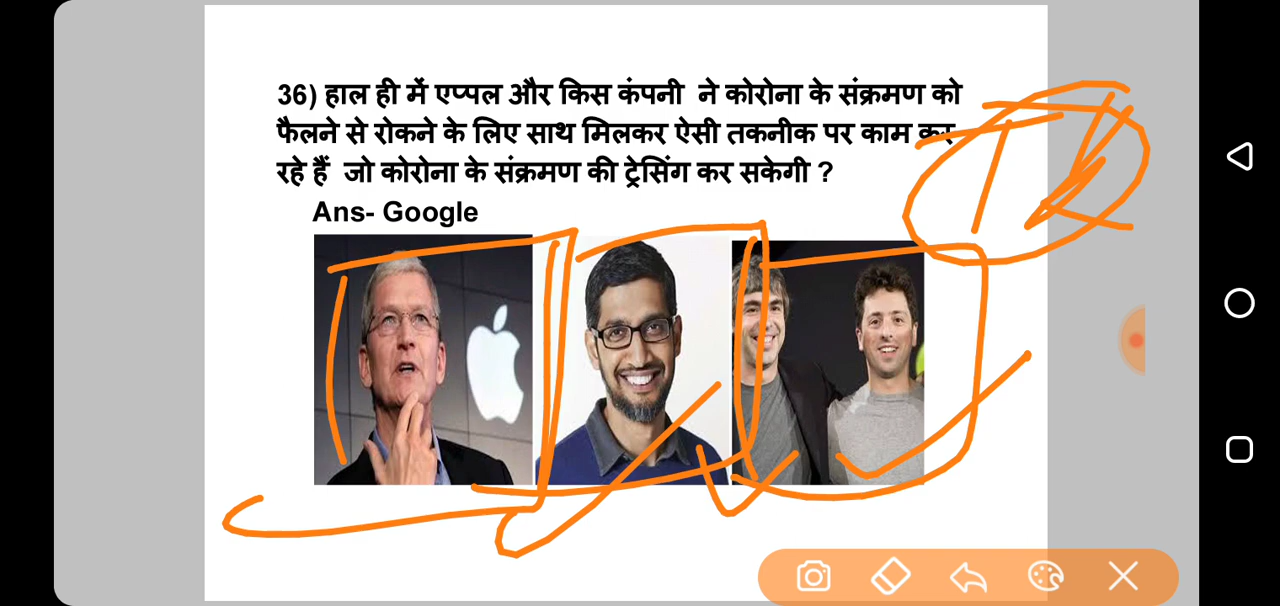 36) हाल ही में एप्पल और किस कंपनी ने कोरोना के संक्रमण को
फैलने से रोकने के लिए साथ मिलकर ऐसी तकनीक पर काम कर
रहे हैं जो कोरोना के संक्रमण की ट्रेसिंग कर सकेगी ?
Ans- Google